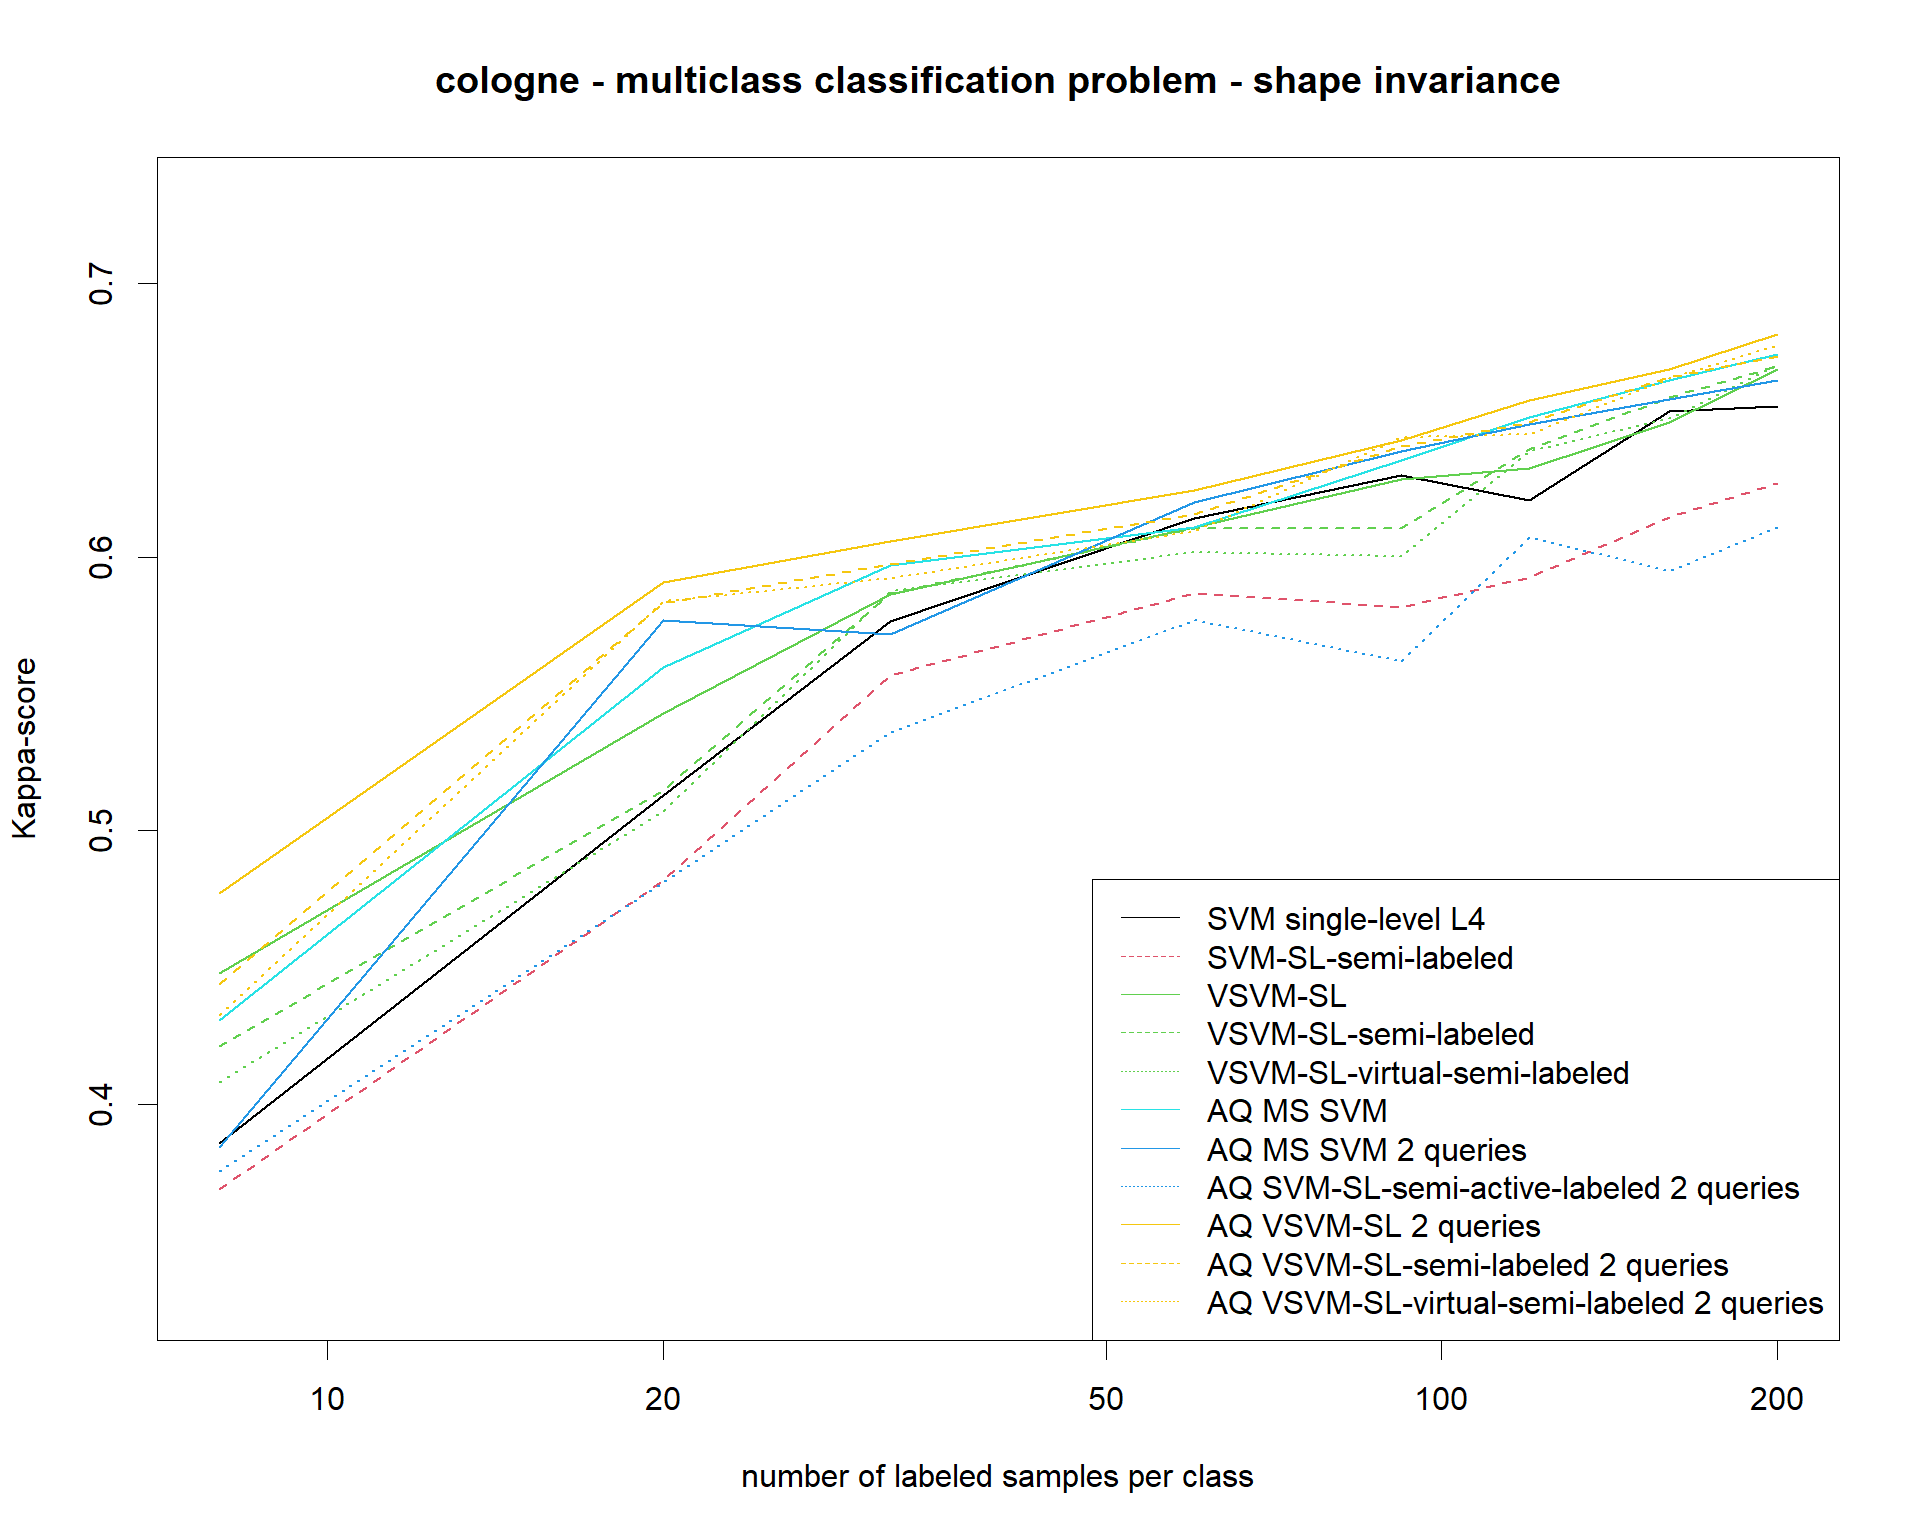 cologne - multiclass classification problem - shape invariance
Kappa-score
0.7
0.6
0.5
0.4
SVM single-level L4
SVM-SL-semi-labeled
VSVM-SL
VSVM-SL-semi-labeled
VSVM-SL-virtual-semi-labeled
AQ MS SVM
AQ MS SVM 2 queries
AQ SVM-SL-semi-active-labeled 2 queries
AQ VSVM-SL 2 queries
AQ VSVM-SL-semi-labeled 2 queries
AQ VSVM-SL-virtual-semi-labeled 2 queries
10 20 50 100 200
number of labeled samples per class